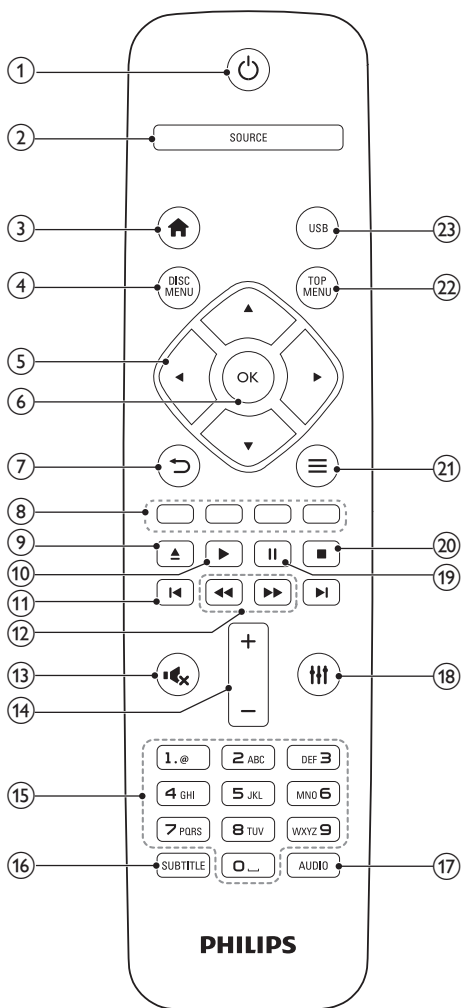 1
2
SOURCE
3
USB
23
4
DISC
MENU
TOP
MENU
22
5
OK
6
7
21
8
9
20
10
19
11
12
13
+
18
14
−
1.@
2 ABC
DEF 3
15
4 GHI
5 JKL
MNO 6
7 PQRS
8 TUV
WXYZ 9
16
SUBTITLE
0
AUDIO
17
PHILIPS